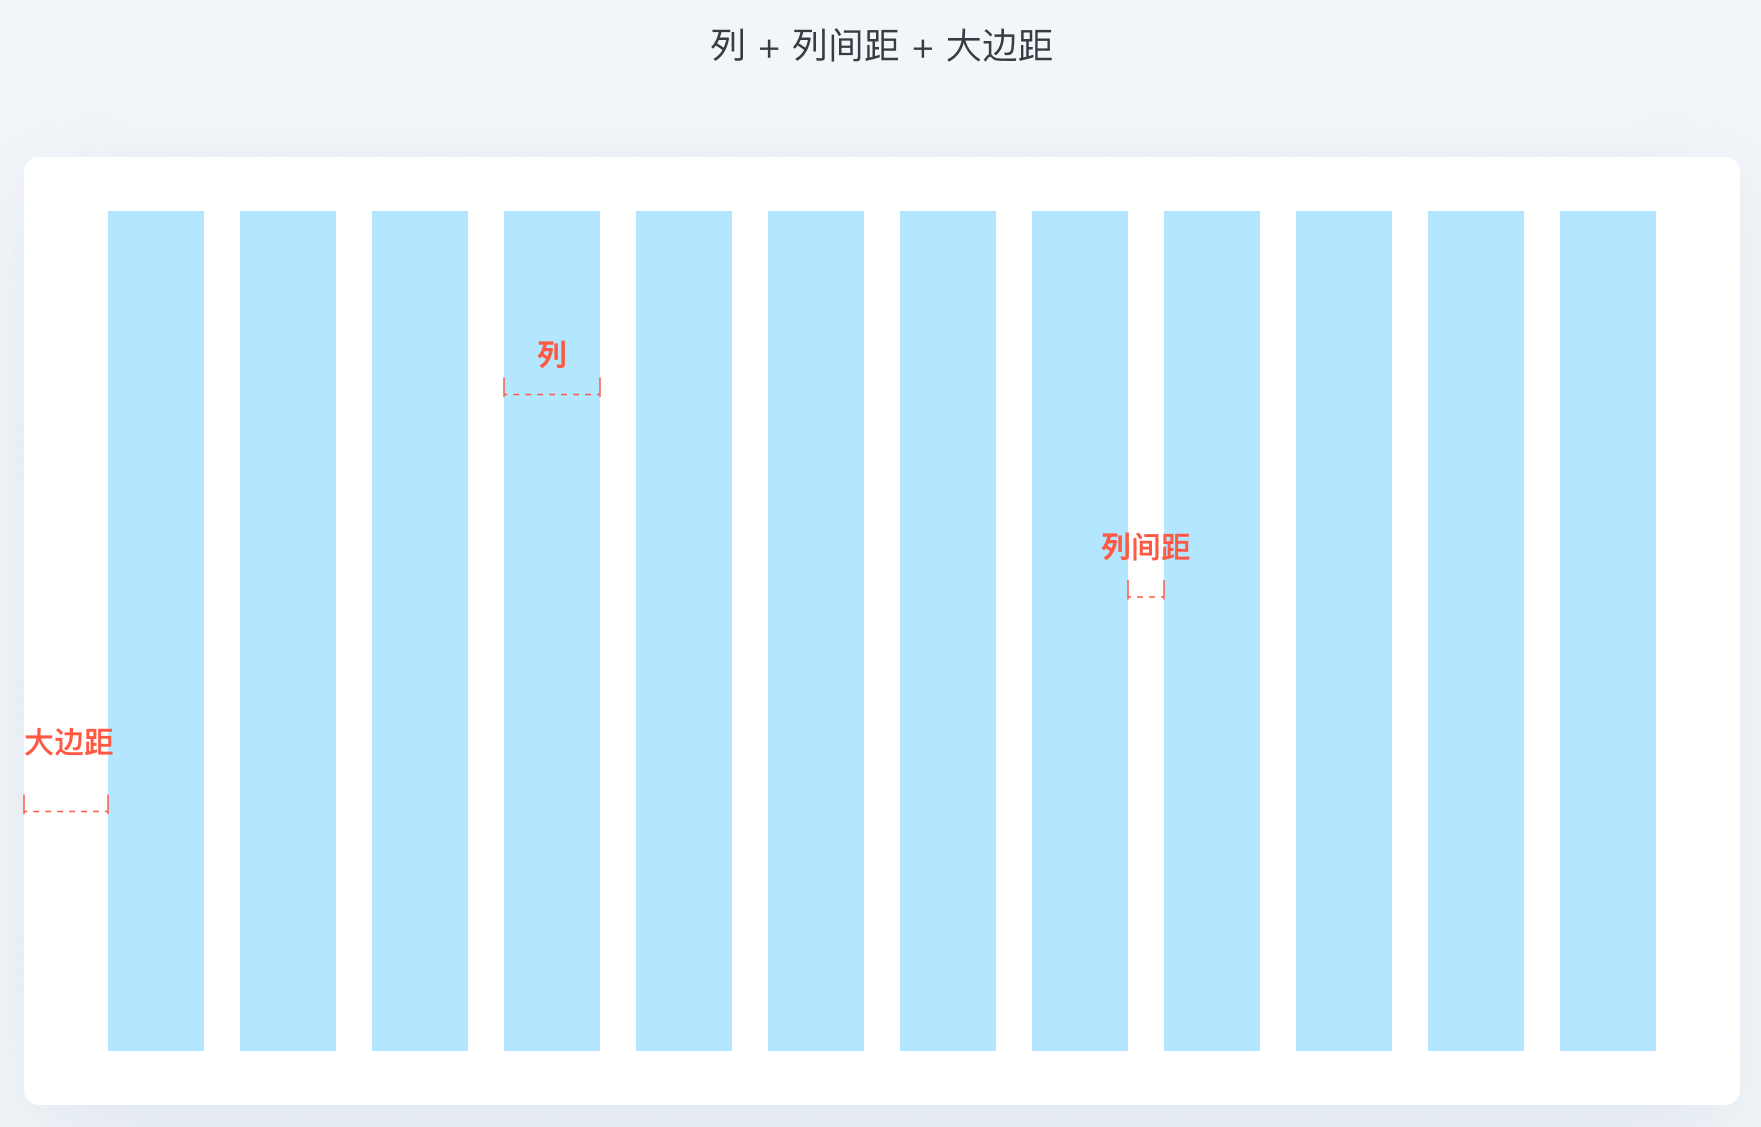 列 + 列间距 + 大边距
列
列间距
大边距